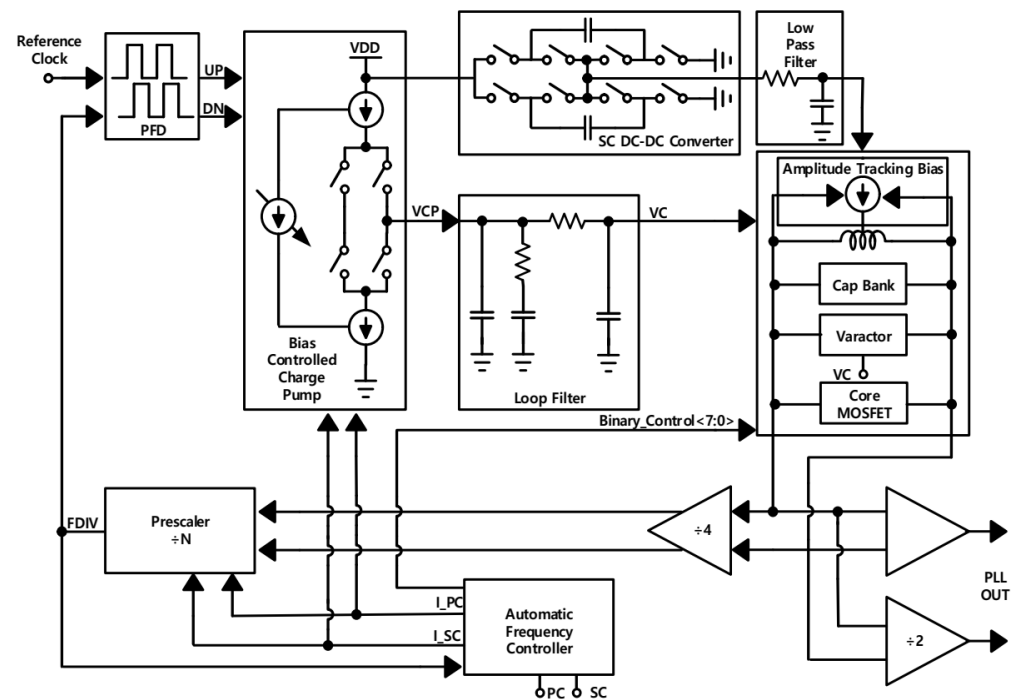 Reference
Clock
UP
DN
PFD
VDD
Bias
Controlled
Charge
Pump
SC DC-DC Converter
Low
Pass
Filter
VCP
VC
Loop Filter
Amplitude Tracking Bias
Cap Bank
Varactor
VC
Core
MOSFET
Binary_Control<7:0>
FDIV
Prescaler
÷N
÷4
÷2
PLL
OUT
I_PC
I_SC
Automatic
Frequency
Controller
PC
SC